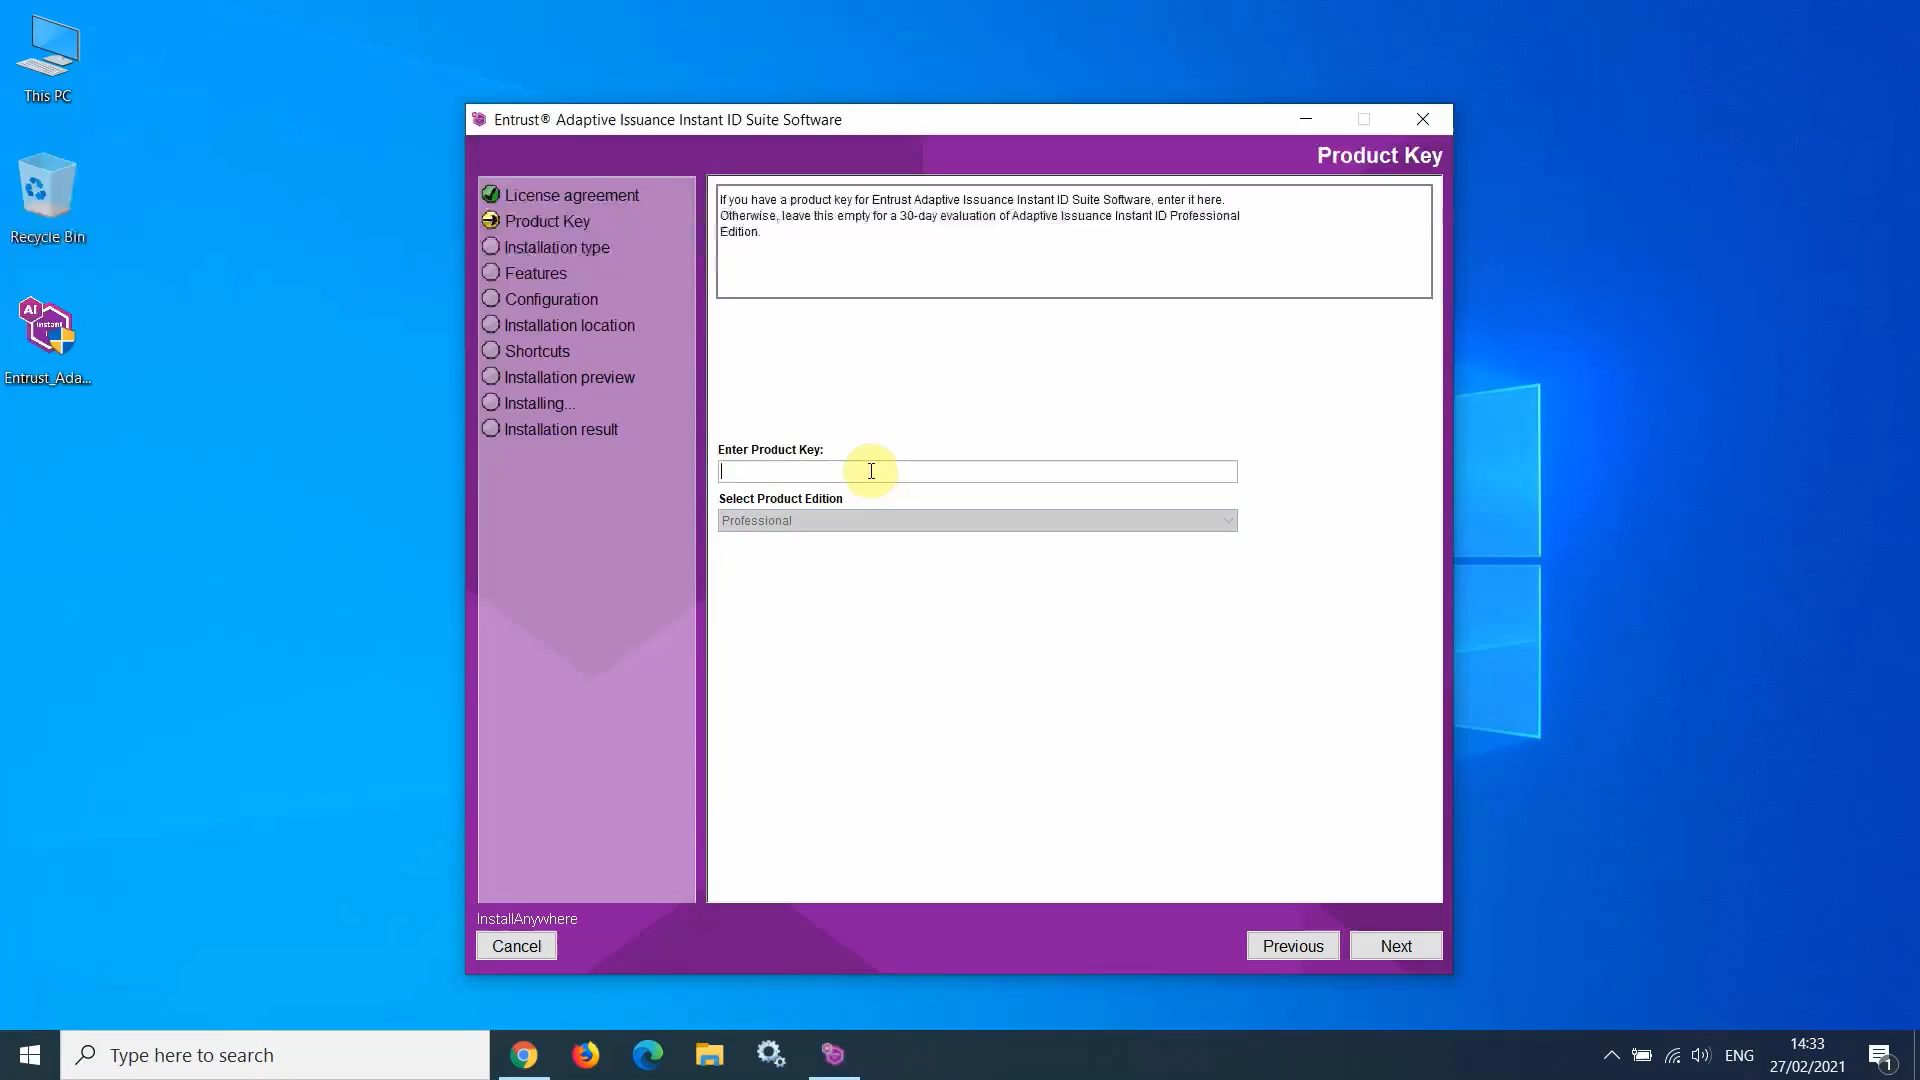 This PC
Recycle Bin
AI
Instant
Entrust_Ada...
Entrust® Adaptive Issuance Instant ID Suite Software
Product Key
License agreement
Product Key
Installation type
Features
Configuration
Installation location
Shortcuts
Installation preview
Installing...
Installation result
If you have a product key for Entrust Adaptive Issuance Instant ID Suite Software, enter it here.
Otherwise, leave this empty for a 30-day evaluation of Adaptive Issuance Instant ID Professional
Edition.
Enter Product Key:
Select Product Edition
Professional
InstallAnywhere
Cancel
Previous
Next
Type here to search
ENG
14:33
27/02/2021
1